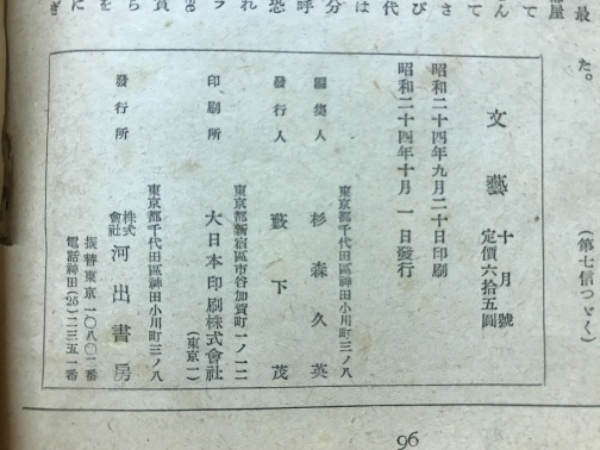 た。
(第七信つゞく)
文藝 十月號
定價六拾五圓
昭和二十四年九月二十日印刷
昭和二十四年十月一日發行
東京都千代田區神田小川町三ノ八
編集人 杉森久英
發行人 藪下茂
東京都新宿區市谷加賀町一ノ一二
印刷所 大日本印刷株式會社
(東京一)
東京都千代田區神田小川町三ノ八
發行所 株式會社 河出書房
振替東京一〇八〇二番
電話神田(25)二三五一番
96